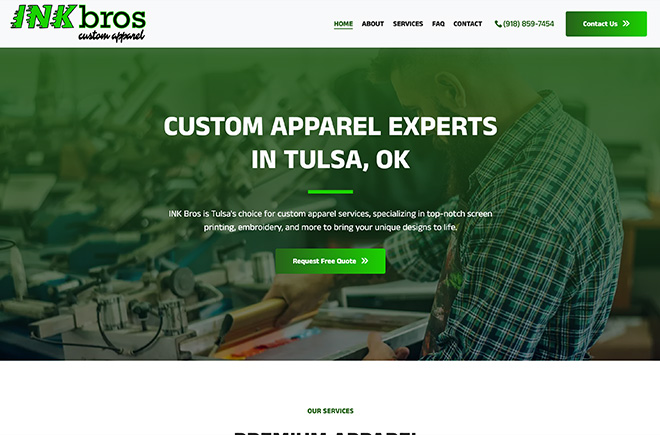 INK bros
custom apparel
HOME ABOUT SERVICES FAQ CONTACT (918) 859-7454 Contact Us
CUSTOM APPAREL EXPERTS
IN TULSA, OK
INK Bros is Tulsa's choice for custom apparel services, specializing in top-notch screen
printing, embroidery, and more to bring your unique designs to life.
Request Free Quote
OUR SERVICES
PREMIUM APPAREL